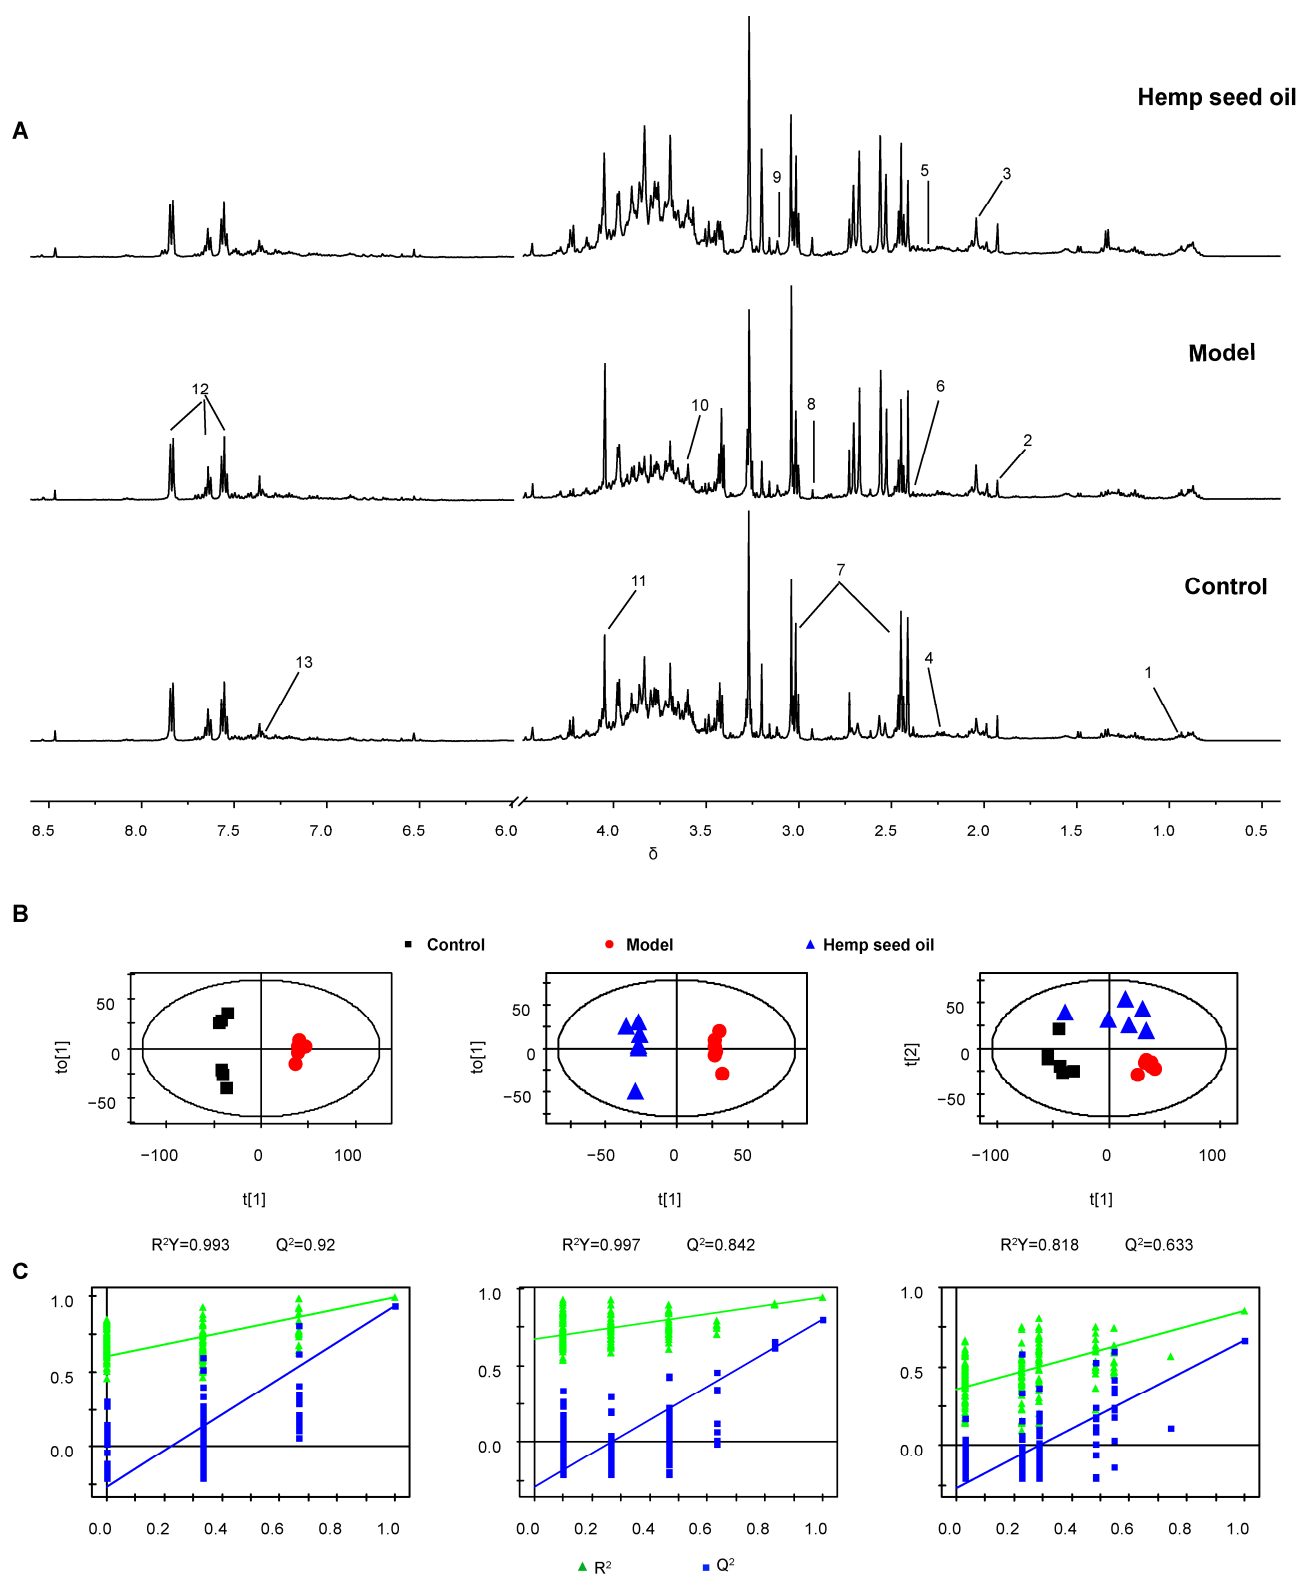 Hemp seed oil
A
9
5
3
Model
12
10
8
6
2
Control
11
7
13
4
1
8.5 8.0 7.5 7.0 6.5 6.0 4.0 3.5 3.0 2.5 2.0 1.5 1.0 0.5
δ
B
Control Model Hemp seed oil
to[1] 50 0 −50
−100 0 100
t[1]
to[1] 50 0 −50
−50 0 50
t[1]
t[2] 50 0 −50
−100 0 100
t[1]
R²Y=0.993 Q²=0.92
R²Y=0.997 Q²=0.842
R²Y=0.818 Q²=0.633
C
1.0 0.5 0.0
0.0 0.2 0.4 0.6 0.8 1.0
1.0 0.5 0.0
0.0 0.2 0.4 0.6 0.8 1.0
1.0 0.5 0.0
0.0 0.2 0.4 0.6 0.8 1.0
R² Q²